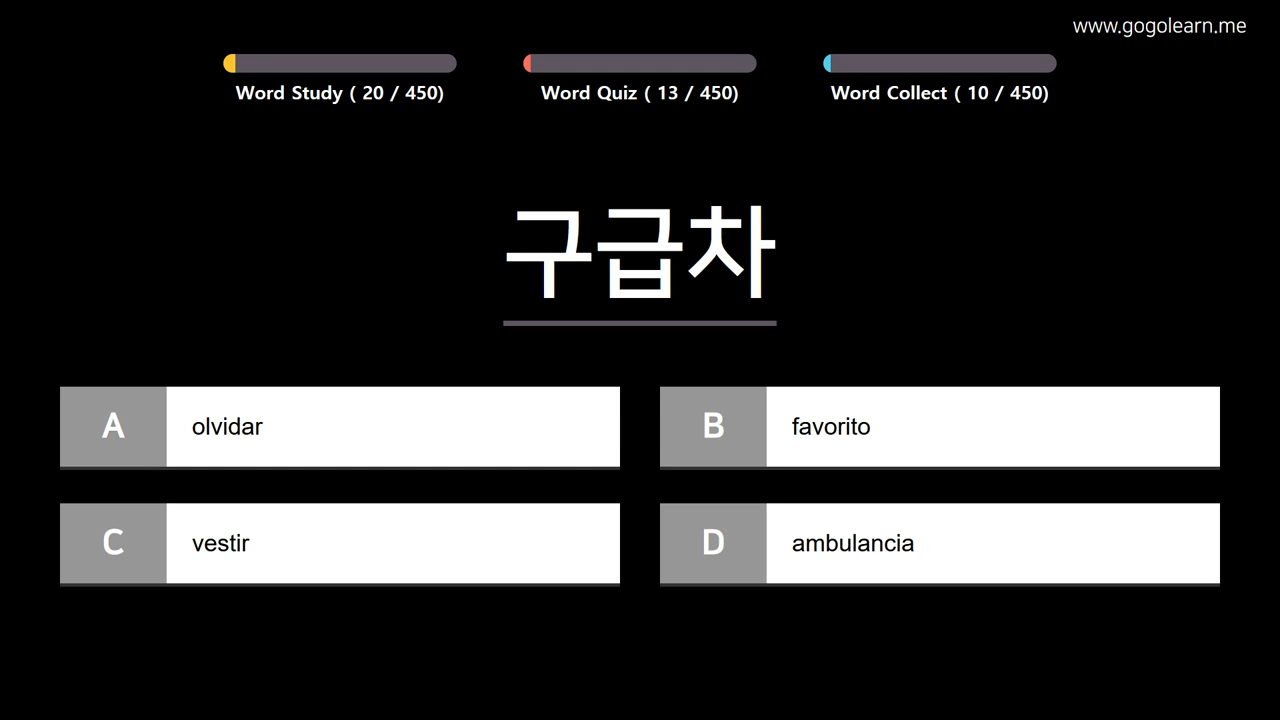 www.gogolearn.me
Word Study ( 20 / 450)
Word Quiz ( 13 / 450)
Word Collect ( 10 / 450)
구급차
A
olvidar
B
favorito
C
vestir
D
ambulancia